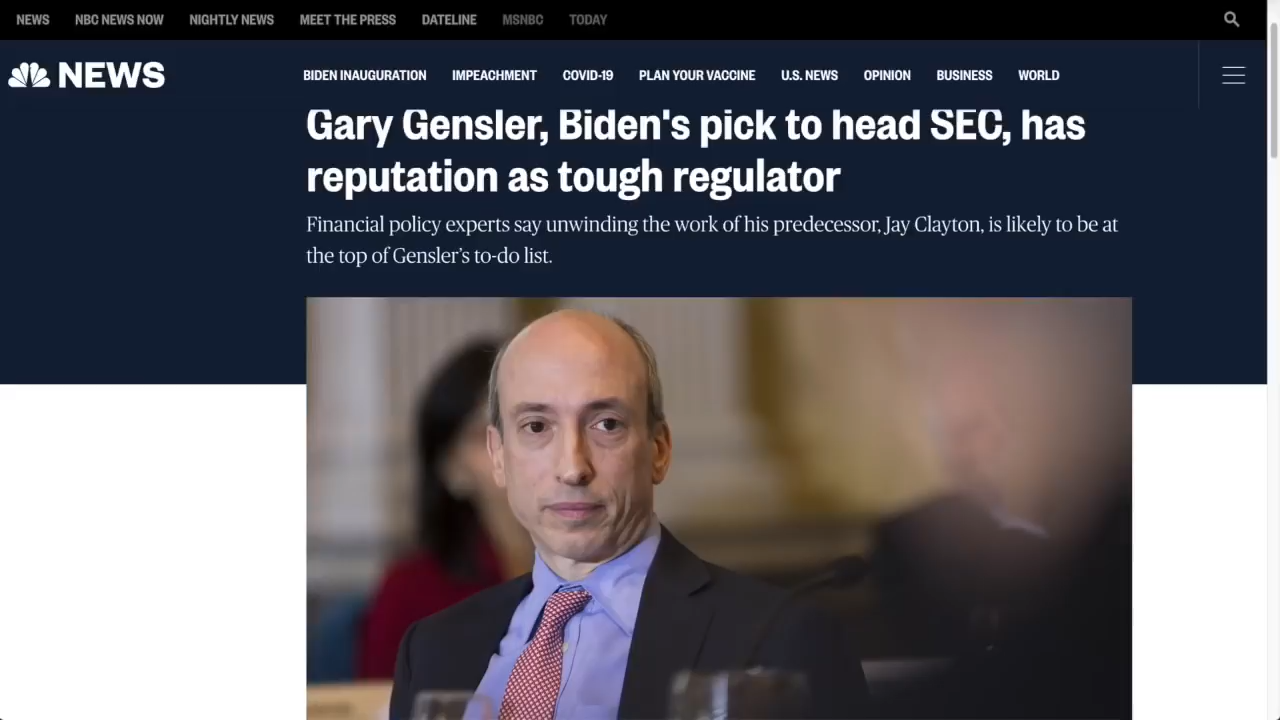 NEWS NBC NEWS NOW NIGHTLY NEWS MEET THE PRESS DATELINE MSNBC TODAY
NEWS BIDEN INAUGURATION IMPEACHMENT COVID-19 PLAN YOUR VACCINE U.S. NEWS OPINION BUSINESS WORLD
Gary Gensler, Biden's pick to head SEC, has
reputation as tough regulator
Financial policy experts say unwinding the work of his predecessor, Jay Clayton, is likely to be at
the top of Gensler’s to-do list.